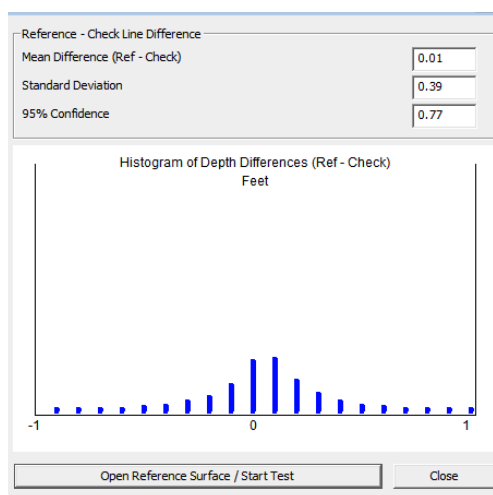 Reference - Check Line Difference
Mean Difference (Ref - Check) 0.01
Standard Deviation 0.39
95% Confidence 0.77
Histogram of Depth Differences (Ref - Check)
Feet
-1 0 1
Open Reference Surface / Start Test Close